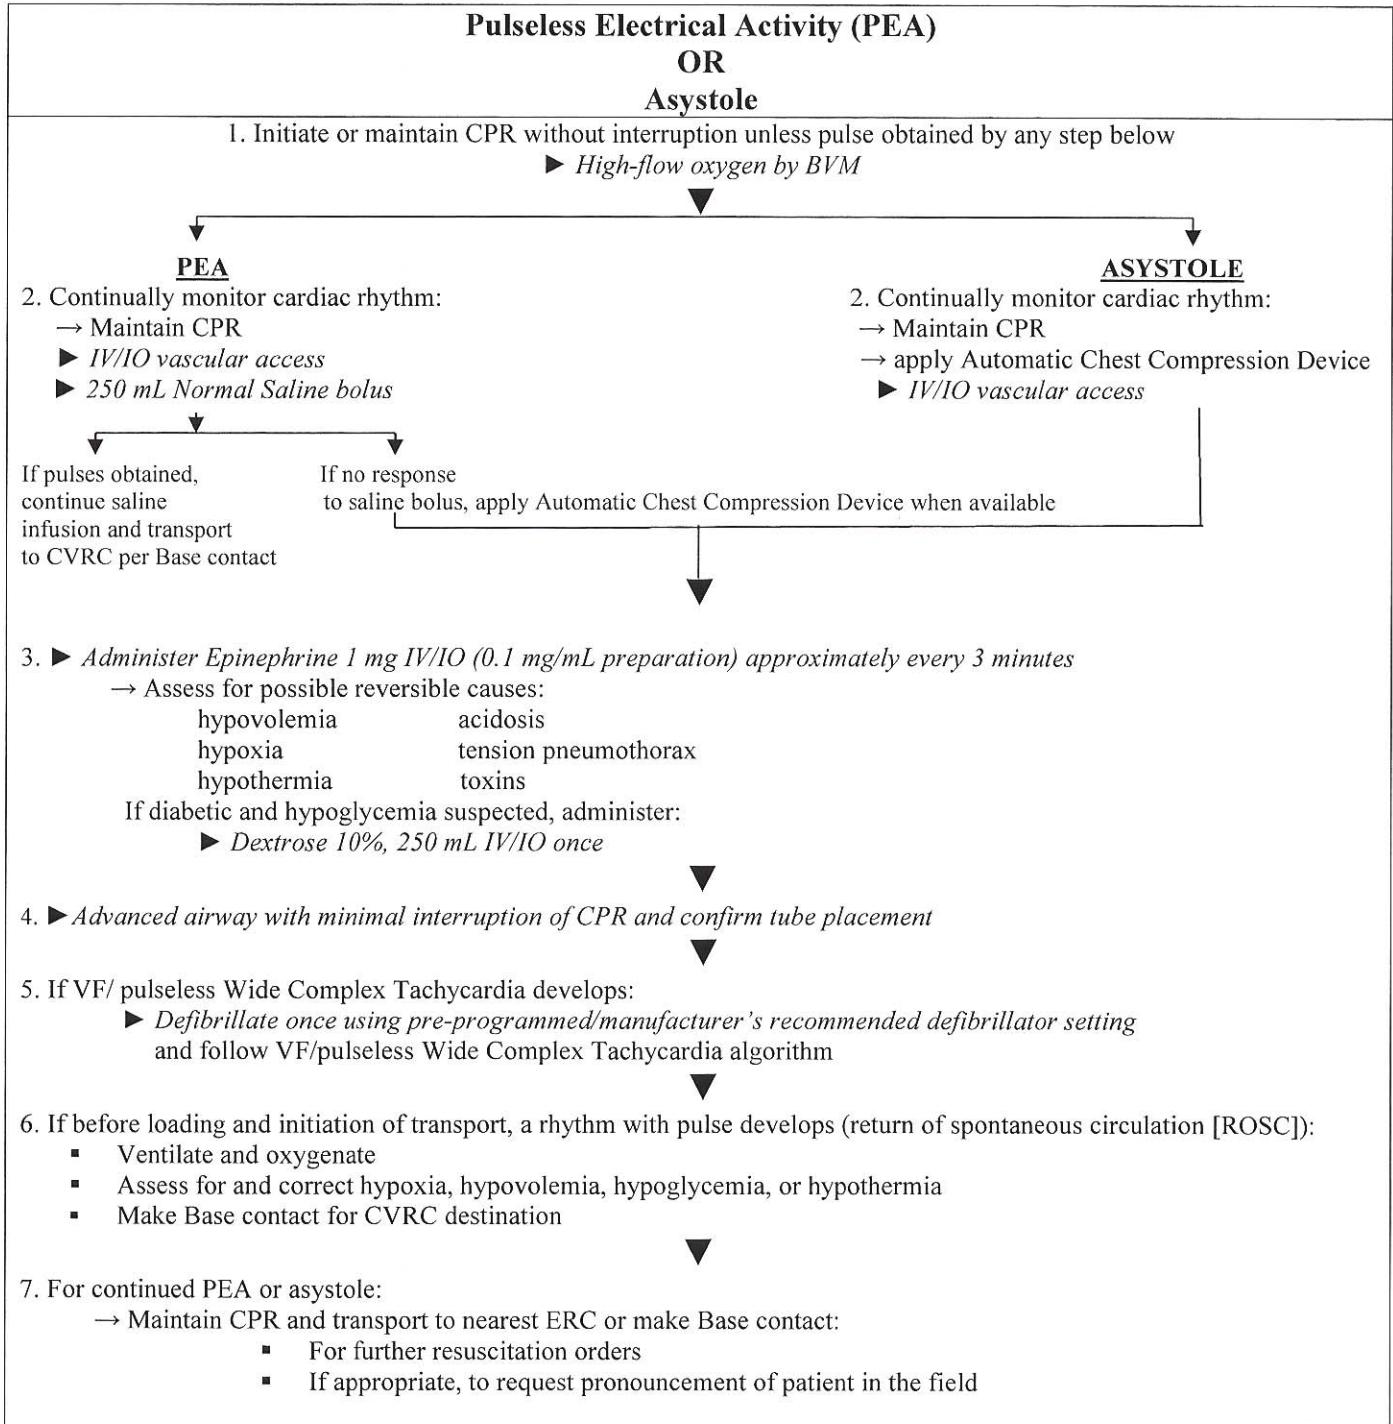 Pulseless Electrical Activity (PEA)
OR
Asystole
1. Initiate or maintain CPR without interruption unless pulse obtained by any step below
► High-flow oxygen by BVM
PEA
2. Continually monitor cardiac rhythm:
→ Maintain CPR
► IV/IO vascular access
► 250 mL Normal Saline bolus
ASYSTOLE
2. Continually monitor cardiac rhythm:
→ Maintain CPR
→ apply Automatic Chest Compression Device
► IV/IO vascular access
If pulses obtained,
continue saline
infusion and transport
to CVRC per Base contact
If no response
to saline bolus, apply Automatic Chest Compression Device when available
3. ► Administer Epinephrine 1 mg IV/IO (0.1 mg/mL preparation) approximately every 3 minutes
→ Assess for possible reversible causes:
hypovolemia acidosis
hypoxia tension pneumothorax
hypothermia toxins
If diabetic and hypoglycemia suspected, administer:
► Dextrose 10%, 250 mL IV/IO once
4. ► Advanced airway with minimal interruption of CPR and confirm tube placement
5. If VF/ pulseless Wide Complex Tachycardia develops:
► Defibrillate once using pre-programmed/manufacturer's recommended defibrillator setting
and follow VF/pulseless Wide Complex Tachycardia algorithm
6. If before loading and initiation of transport, a rhythm with pulse develops (return of spontaneous circulation [ROSC]):
▪ Ventilate and oxygenate
▪ Assess for and correct hypoxia, hypovolemia, hypoglycemia, or hypothermia
▪ Make Base contact for CVRC destination
7. For continued PEA or asystole:
→ Maintain CPR and transport to nearest ERC or make Base contact:
▪ For further resuscitation orders
▪ If appropriate, to request pronouncement of patient in the field